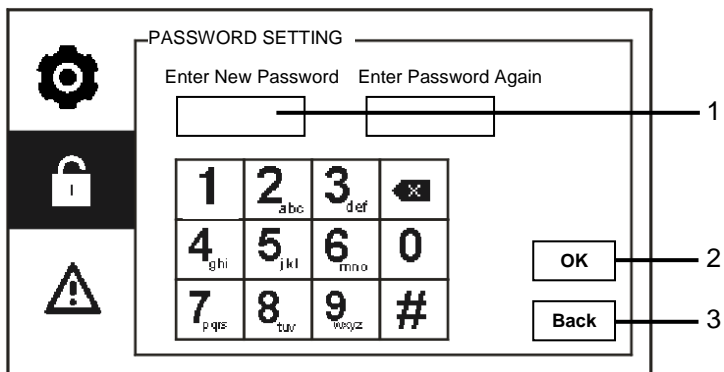 PASSWORD SETTING
Enter New Password Enter Password Again
1
1 2abc 3def X
4ghi 5jkl 6mno 0
OK 2
7pqrs 8tuv 9wxyz #
Back 3